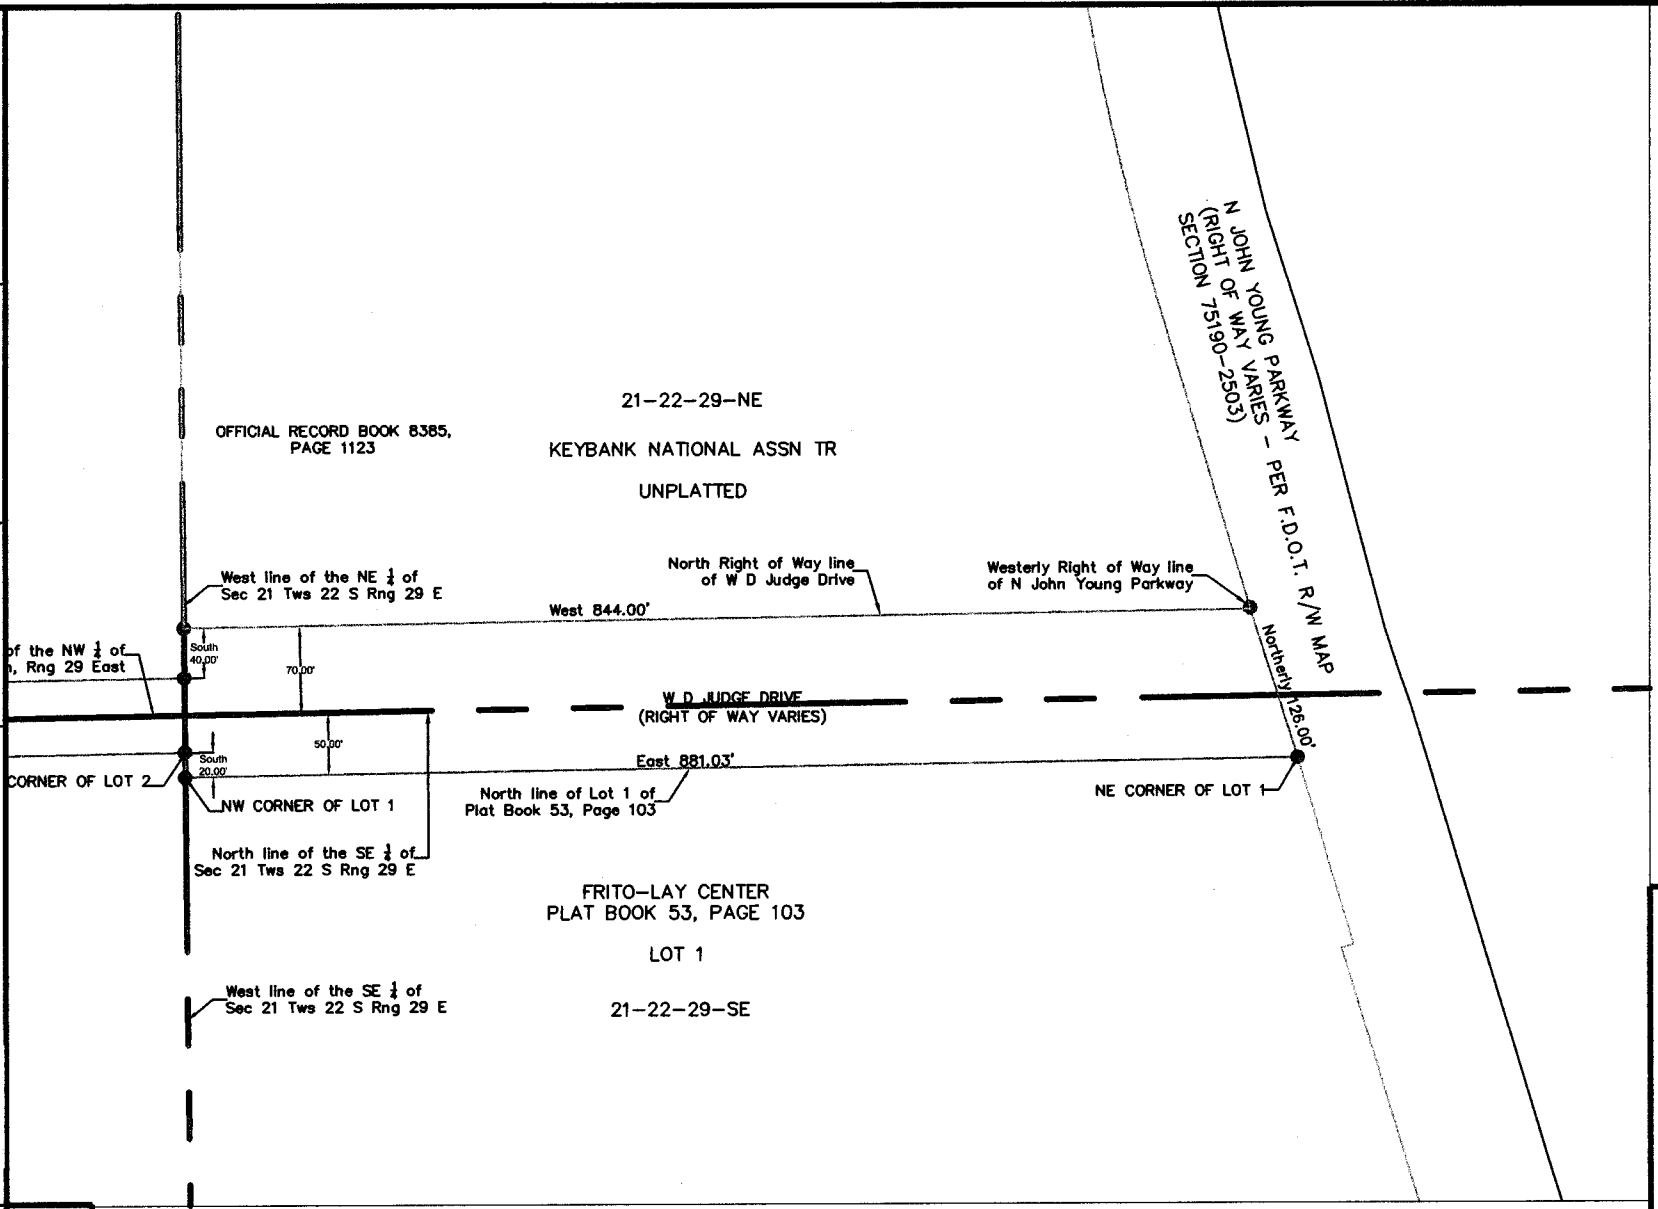 N JOHN YOUNG PARKWAY
(RIGHT OF WAY VARIES - PER F.D.O.T. R/W MAP
SECTION 75190-2503)
21-22-29-NE
OFFICIAL RECORD BOOK 8385,
PAGE 1123
KEYBANK NATIONAL ASSN TR
UNPLATTED
West line of the NE ¼ of
Sec 21 Tws 22 S Rng 29 E
North Right of Way line
of W D Judge Drive
Westerly Right of Way line
of N John Young Parkway
West 844.00'
of the NW ¼ of
, Rng 29 East
South
40.00'
70.00'
Northerly 126.00'
W D JUDGE DRIVE
(RIGHT OF WAY VARIES)
50.00'
South
20.00'
East 881.03'
CORNER OF LOT 2
NW CORNER OF LOT 1
North line of Lot 1 of
Plat Book 53, Page 103
NE CORNER OF LOT 1
North line of the SE ¼ of
Sec 21 Tws 22 S Rng 29 E
FRITO-LAY CENTER
PLAT BOOK 53, PAGE 103
LOT 1
West line of the SE ¼ of
Sec 21 Tws 22 S Rng 29 E
21-22-29-SE